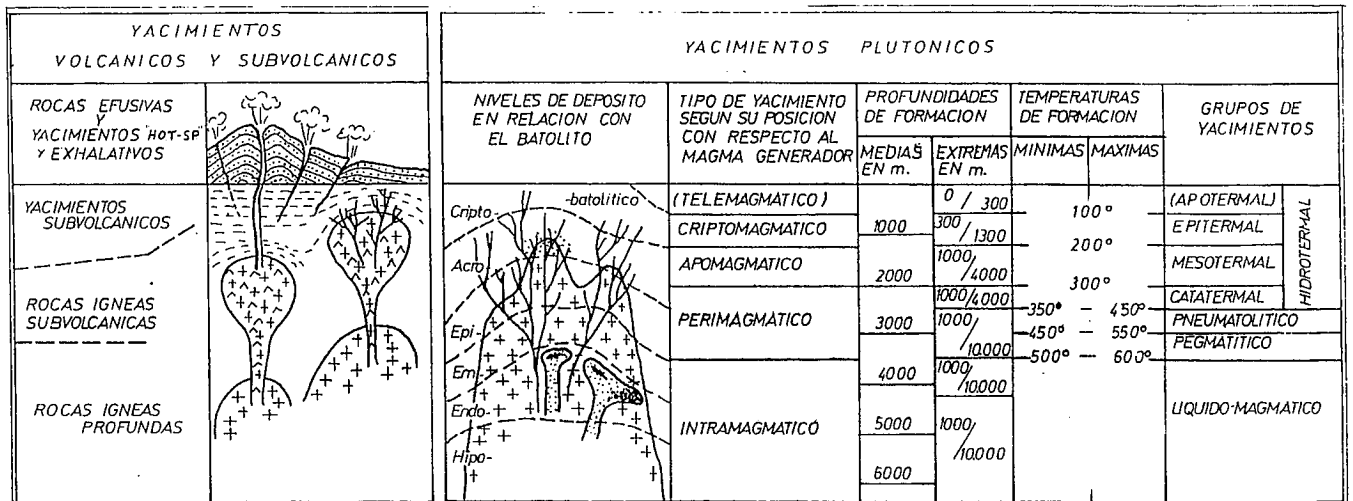 YACIMIENTOS
VOLCANICOS Y SUBVOLCANICOS
ROCAS EFUSIVAS
Y
YACIMIENTOS "HOT-SP"
Y EXHALATIVOS
YACIMIENTOS
SUBVOLCANICOS
ROCAS IGNEAS
SUBVOLCANICAS
ROCAS IGNEAS
PROFUNDAS
YACIMIENTOS PLUTONICOS
NIVELES DE DEPOSITO
EN RELACION CON
EL BATOLITO
Cripto- -batolitico
Acro-
Epi-
Em-
Endo-
Hipo-
TIPO DE YACIMIENTO
SEGUN SU POSICION
CON RESPECTO AL
MAGMA GENERADOR
(TELEMAGMATICO)
CRIPTOMAGMATICO
APOMAGMATICO
PERIMAGMATICO
INTRAMAGMATICO
PROFUNDIDADES
DE FORMACION
MEDIAS
EN m.
1000
2000
3000
4000
5000
6000
EXTREMAS
EN m.
0/300
300/1300
1000/4000
1000/4000
1000/10.000
1000/10.000
1000/10.000
TEMPERATURAS
DE FORMACION
MINIMAS MAXIMAS
100°
200°
300°
350° - 450°
450° - 550°
500° - 600°
GRUPOS DE
YACIMIENTOS
(APOTERMAL)
EPITERMAL
MESOTERMAL
CATATERMAL
HIDROTERMAL
PNEUMATOLITICO
PEGMATITICO
LIQUIDO-MAGMATICO